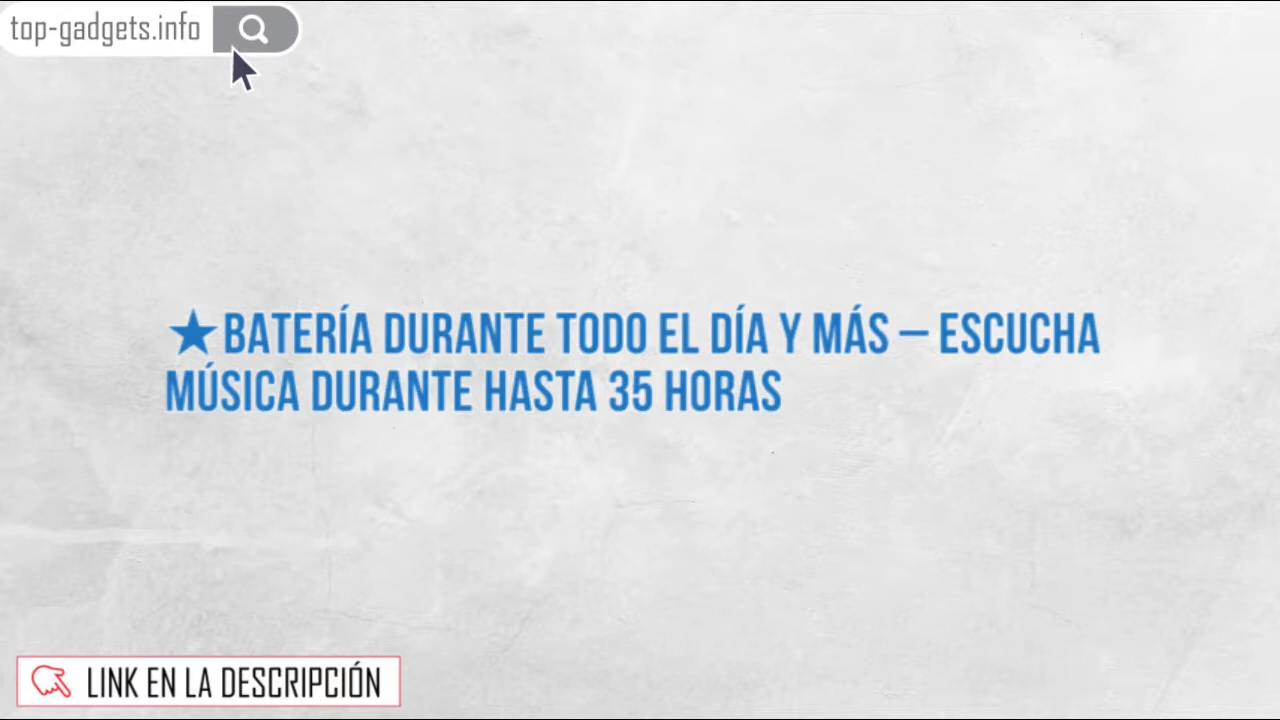 top-gadgets.info
★BATERÍA DURANTE TODO EL DÍA Y MÁS – ESCUCHA
MÚSICA DURANTE HASTA 35 HORAS
LINK EN LA DESCRIPCIÓN